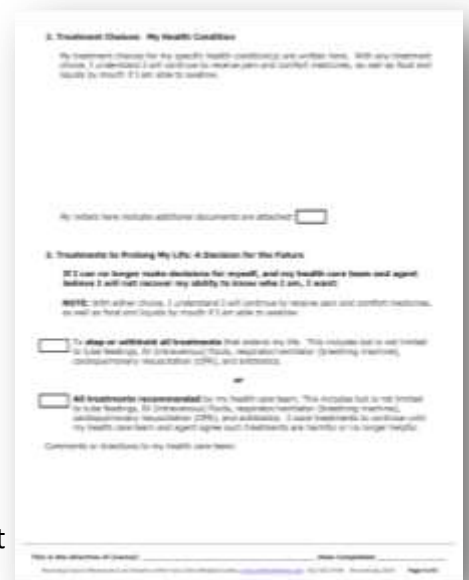 2. Treatment Choices: My Health Condition
My treatment choices for my specific health condition(s) are written here. With any treatment
choice, I understand I will continue to receive pain and comfort medicines, as well as food and
liquids by mouth if I am able to swallow.
My initials here indicate additional documents are attached:
3. Treatments to Prolong My Life: A Decision for the Future
If I can no longer make decisions for myself, and my health care team and agent
believe I will not recover my ability to know who I am, I want:
NOTE: With either choice, I understand I will continue to receive pain and comfort medicines,
as well as food and liquids by mouth if I am able to swallow.
To stop or withhold all treatments that extend my life. This includes but is not limited
to tube feedings, IV (intravenous) fluids, respirator/ventilator (breathing machine),
cardiopulmonary resuscitation (CPR), and antibiotics.
or
All treatments recommended by my health care team. This includes but is not limited
to tube feedings, IV (intravenous) fluids, respirator/ventilator (breathing machine),
cardiopulmonary resuscitation (CPR), and antibiotics. I want treatments to continue until
my health care team and agent agree such treatments are harmful or no longer helpful.
Comments or directions to my health care team:
t
This is the directive of (name): Date Completed: